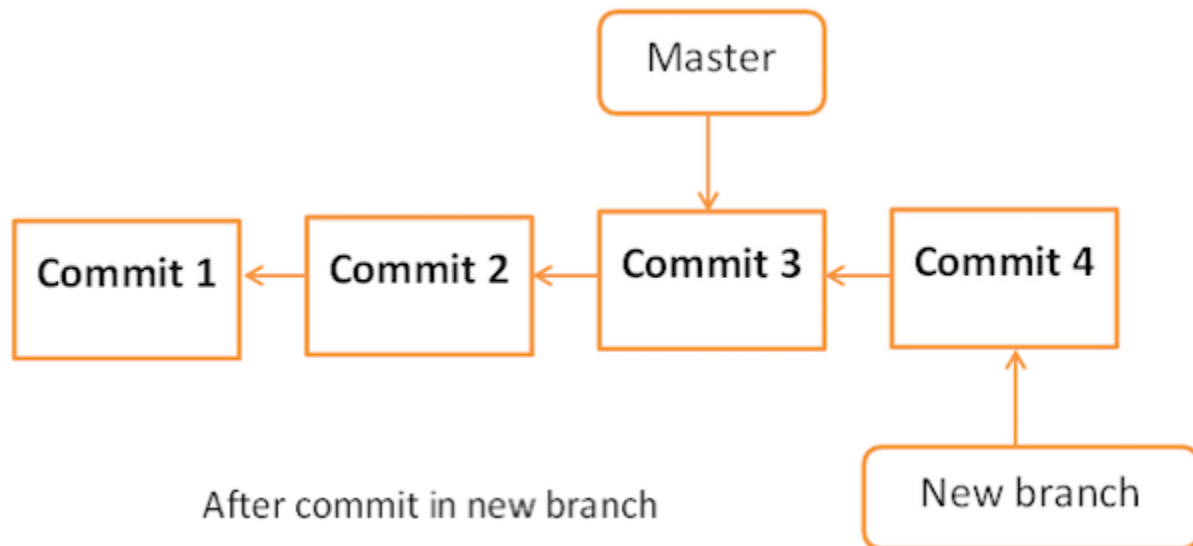 Master
Commit 1
Commit 2
Commit 3
Commit 4
After commit in new branch
New branch